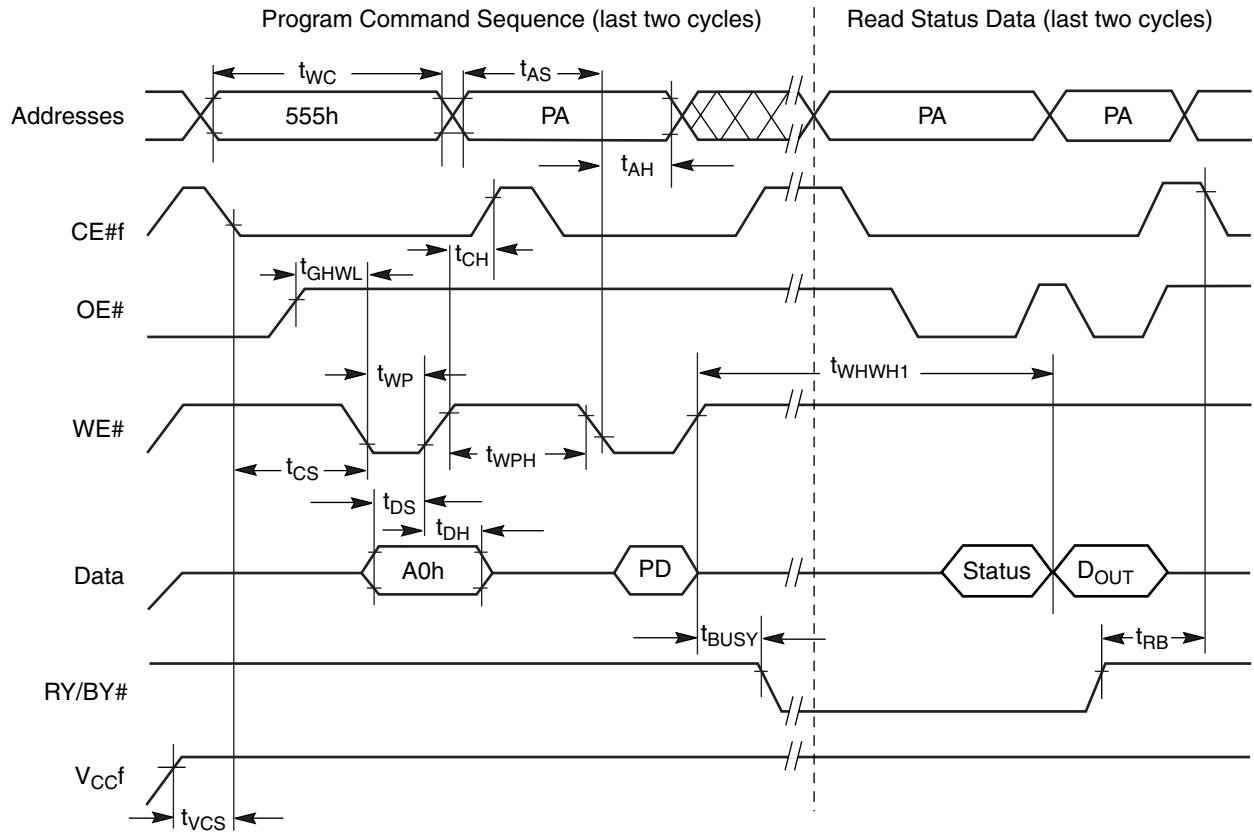 Program Command Sequence (last two cycles)
Read Status Data (last two cycles)
tWC
tAS
Addresses
555h
PA
PA
PA
tAH
CE#f
tCH
tGHWL
OE#
tWP
tWHWH1
WE#
tWPH
tCS
tDS
tDH
Data
A0h
PD
Status
DOUT
tBUSY
tRB
RY/BY#
VCCf
tVCS